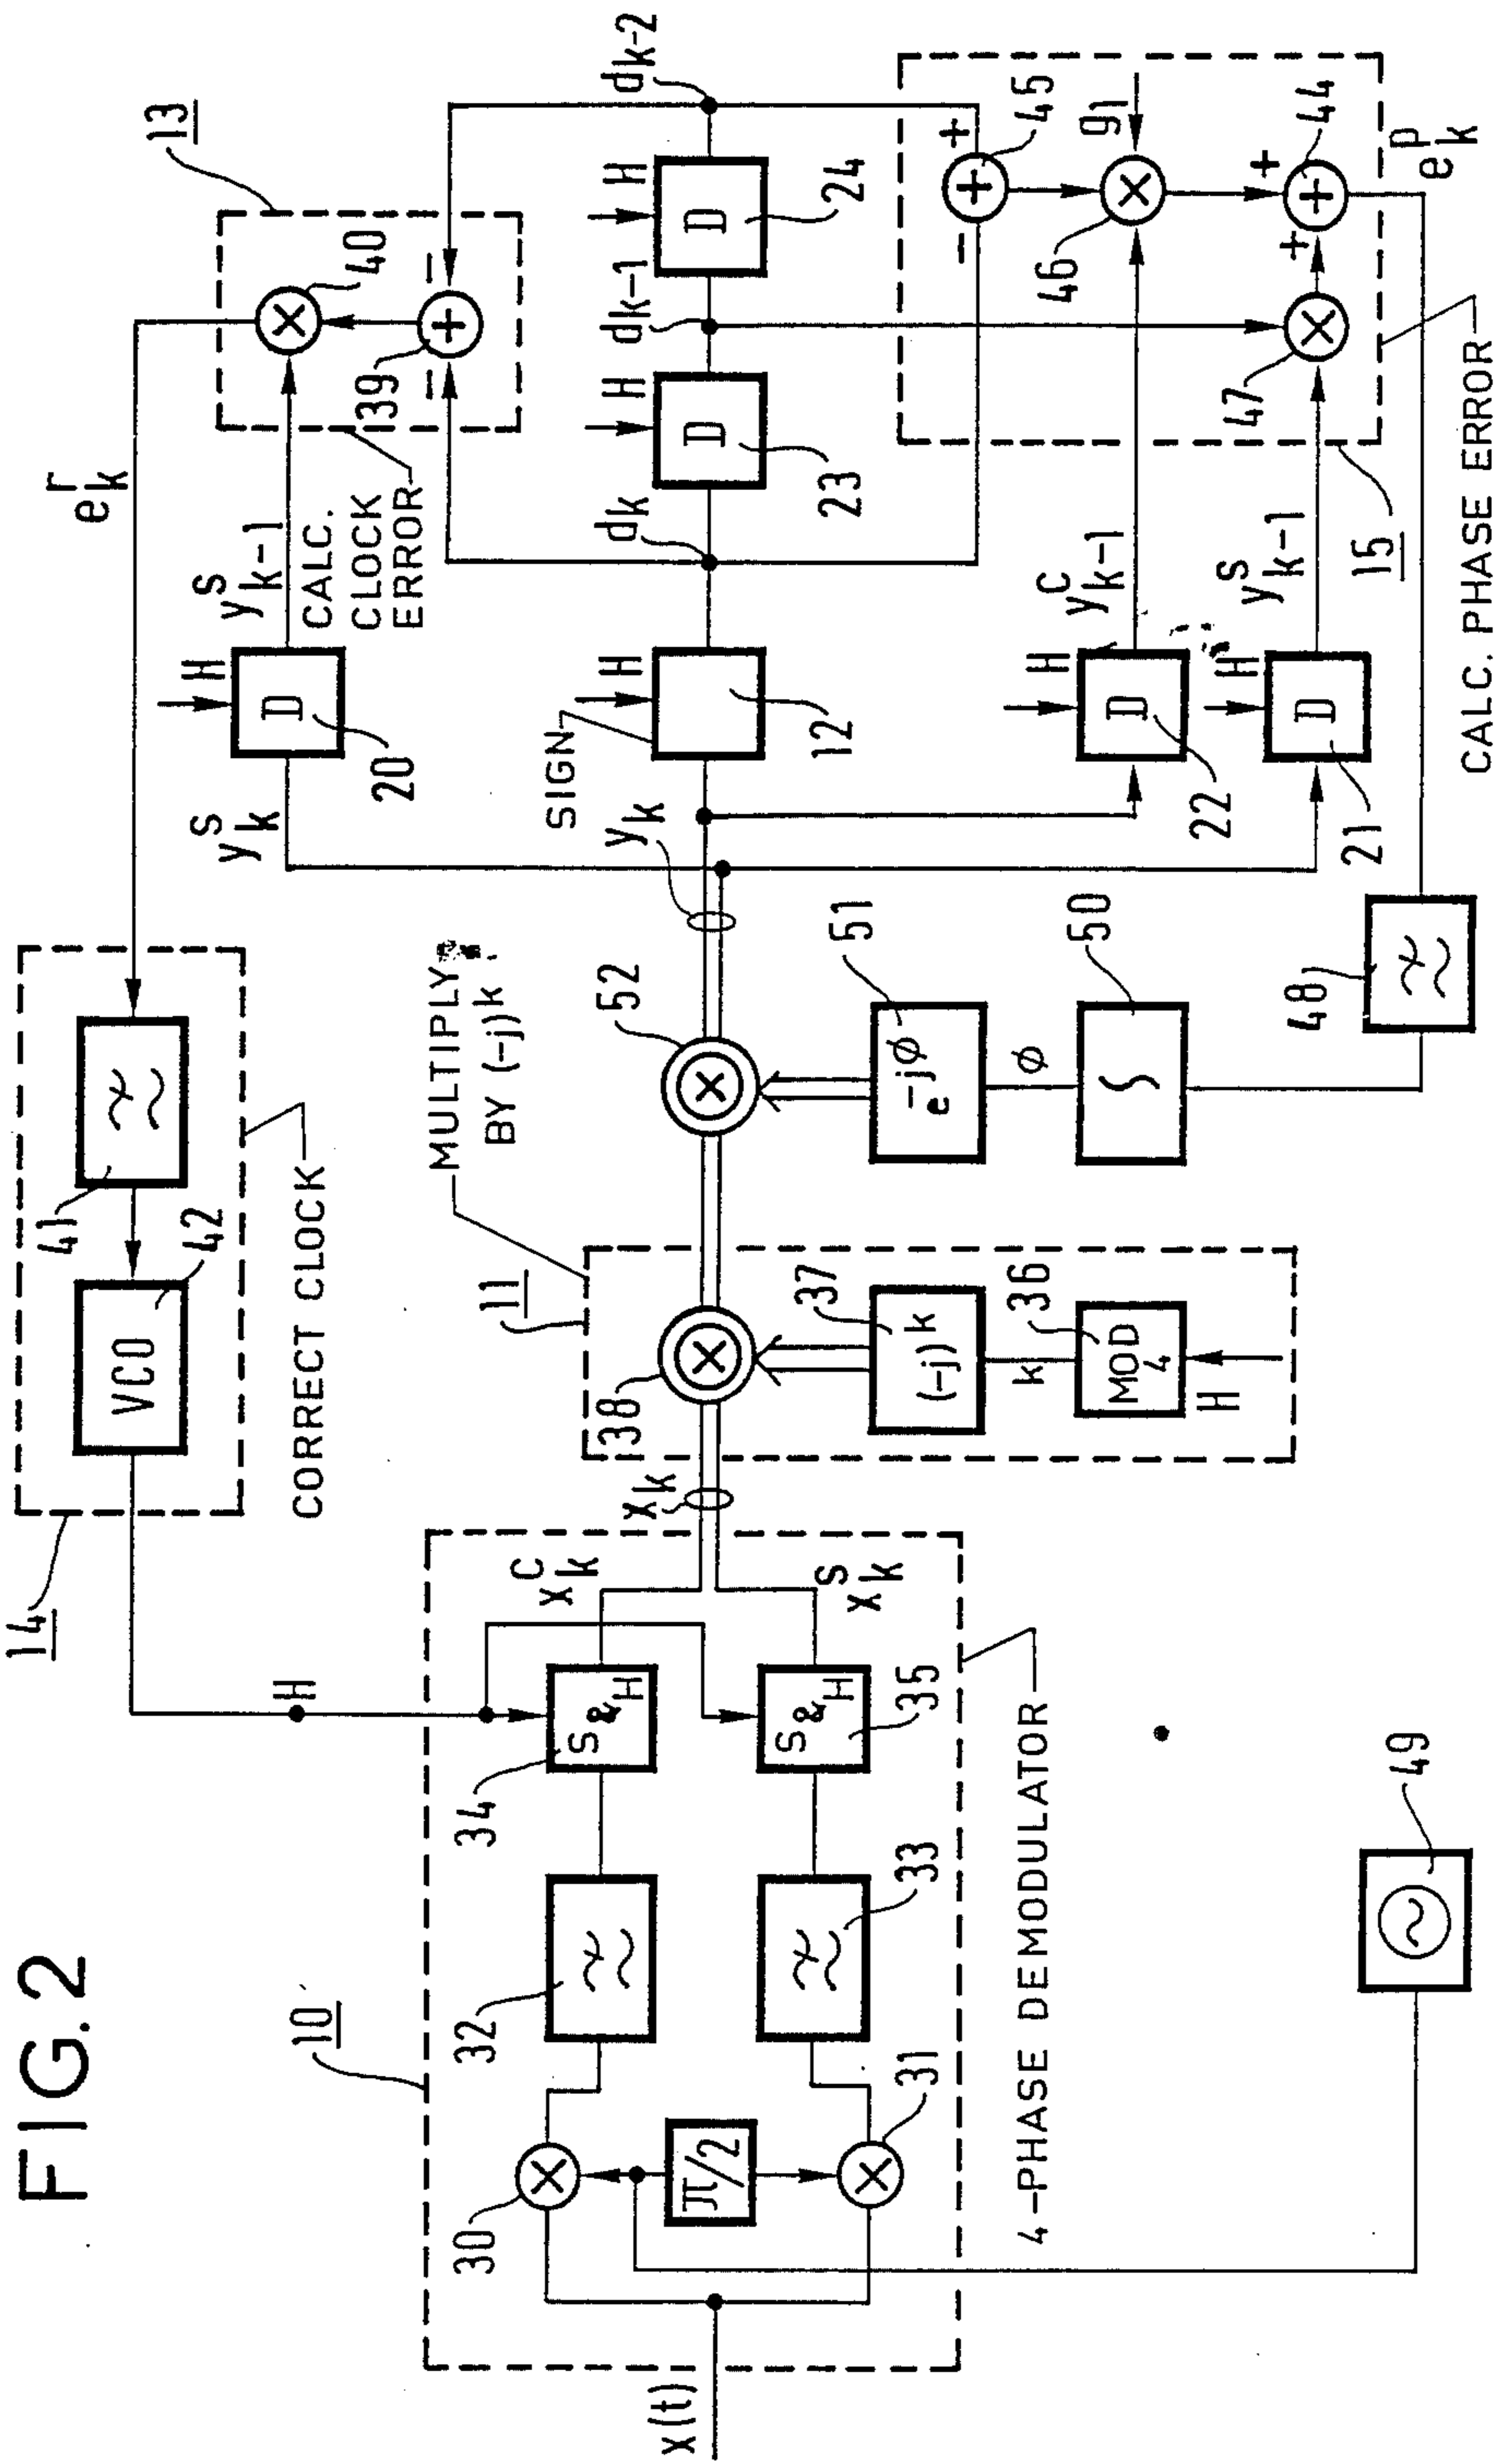 FIG. 2
14
41
VCO
42
CORRECT CLOCK
e^r_k
13
40
39
y^s_k
D
20
H
y^s_{k-1}
CALC.
CLOCK
ERROR
10
x(t)
30
π/2
31
32
33
34
S&H
35
S&H
H
x^c_k
x^s_k
x_k
4-PHASE DEMODULATOR
49
11
MULTIPLY
BY (-j)^k
38
37
(-j)^k
k
36
MOD
4
H
52
51
e^{-jΦ}
Φ
50
∫
48
y_k
SIGN
H
12
d_k
H
D
23
d_{k-1}
H
D
24
d_{k-2}
H
D
22
y^c_{k-1}
H
D
21
y^s_{k-1}
15
-
+
45
g_1
46
+
+
44
47
e^p_k
CALC. PHASE ERROR
-
-